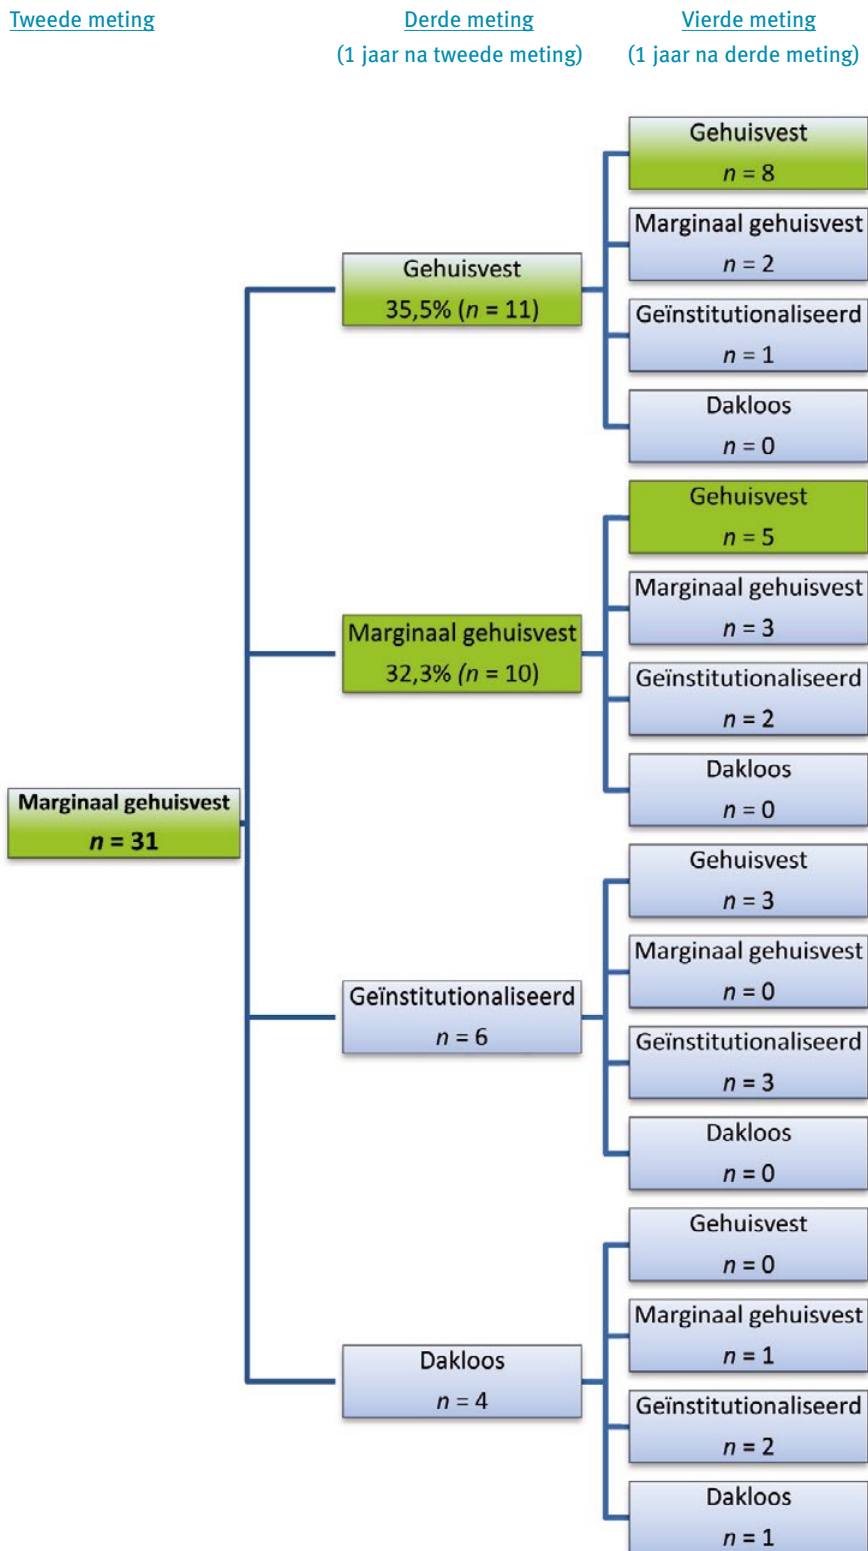 Tweede meting
Derde meting
(1 jaar na tweede meting)
Vierde meting
(1 jaar na derde meting)
Marginaal gehuisvest
n = 31
Gehuisvest
35,5% (n = 11)
Gehuisvest
n = 8
Marginaal gehuisvest
n = 2
Geïnstitutionaliseerd
n = 1
Dakloos
n = 0
Marginaal gehuisvest
32,3% (n = 10)
Gehuisvest
n = 5
Marginaal gehuisvest
n = 3
Geïnstitutionaliseerd
n = 2
Dakloos
n = 0
Geïnstitutionaliseerd
n = 6
Gehuisvest
n = 3
Marginaal gehuisvest
n = 0
Geïnstitutionaliseerd
n = 3
Dakloos
n = 0
Dakloos
n = 4
Gehuisvest
n = 0
Marginaal gehuisvest
n = 1
Geïnstitutionaliseerd
n = 2
Dakloos
n = 1